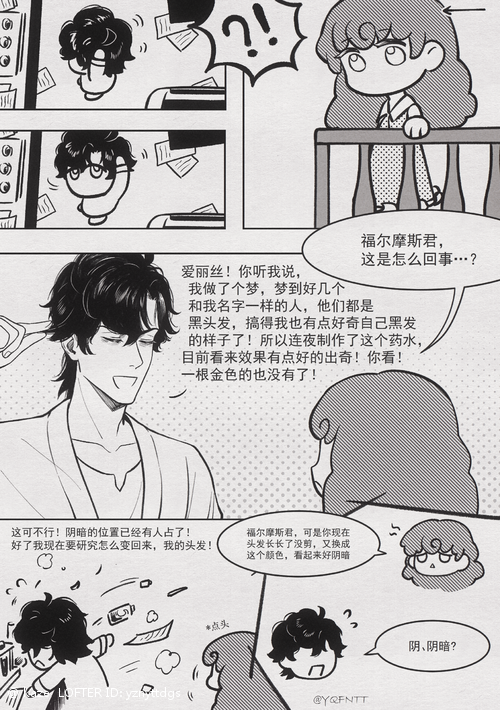 ?!
福尔摩斯君，
这是怎么回事…？
爱丽丝！你听我说，
我做了个梦，梦到好几个
和我名字一样的人，他们都是
黑头发，搞得我也有点好奇自己黑发
的样子了！所以连夜制作了这个药水，
目前看来效果有点好的出奇！你看！
一根金色的也没有了！
福尔摩斯君，可是你现在
头发长长了没剪，又换成
这个颜色，看起来好阴暗
*点头
阴、阴暗？
这可不行！阴暗的位置已经有人占了！
好了我现在要研究怎么变回来，我的头发！
@YQFNTT
LOFTER ID: yzhyttdgs